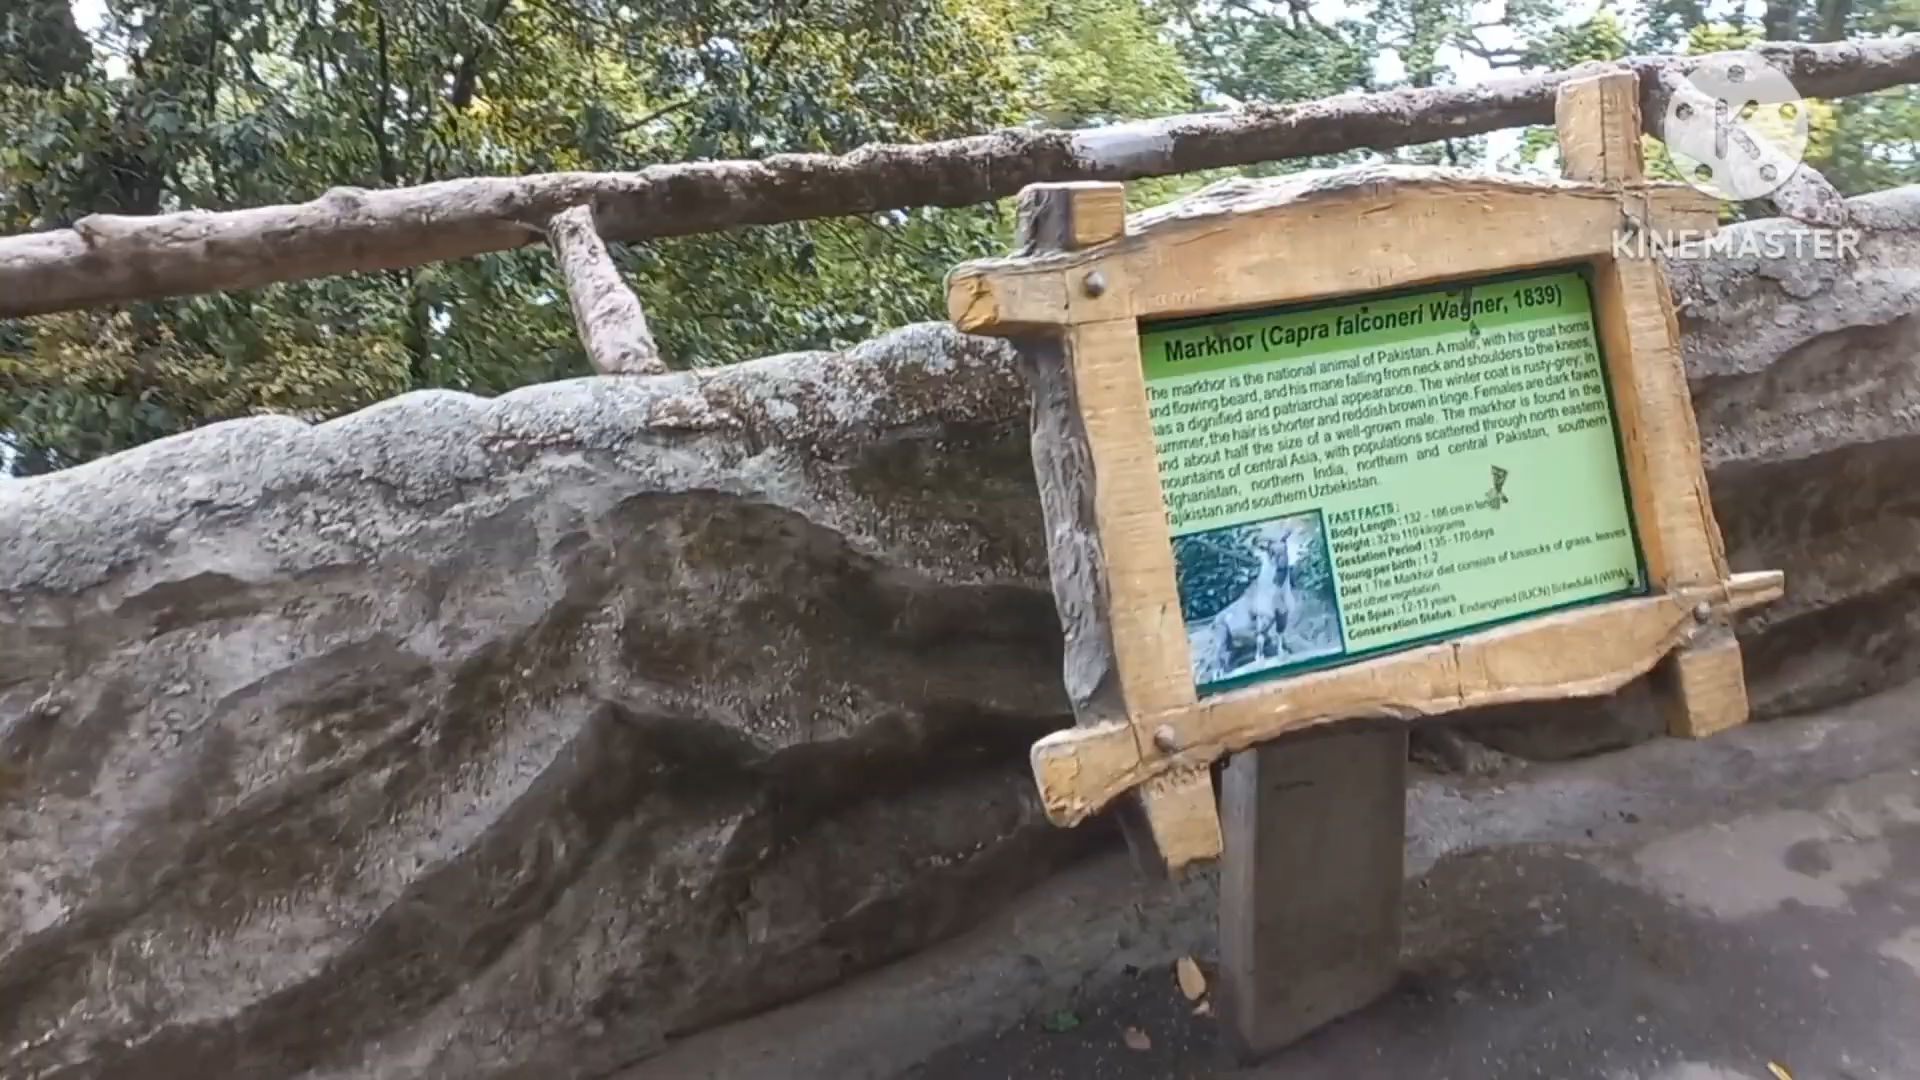 KINEMASTER
Markhor (Capra falconeri Wagner, 1839)
The markhor is the national animal of Pakistan. A male, with his great horns
and flowing beard, and his mane falling from neck and shoulders to the knees,
has a dignified and patriarchal appearance. The winter coat is rusty-grey; in
summer, the hair is shorter and reddish brown in tinge. Females are dark fawn
and about half the size of a well-grown male. The markhor is found in the
mountains of central Asia, with populations scattered through north eastern
Afghanistan, northern India, northern and central Pakistan, southern
Tajikistan and southern Uzbekistan.
FAST FACTS :
Body Length : 132 - 186 cm in length
Weight : 32 to 110 kilograms
Gestation Period : 135 - 170 days
Young per birth : 1-2
Diet : The Markhor diet consists of tussocks of grass, leaves
and other vegetation
Life Span : 12-13 years
Conservation Status: Endangered (IUCN) Schedule I (WPA)